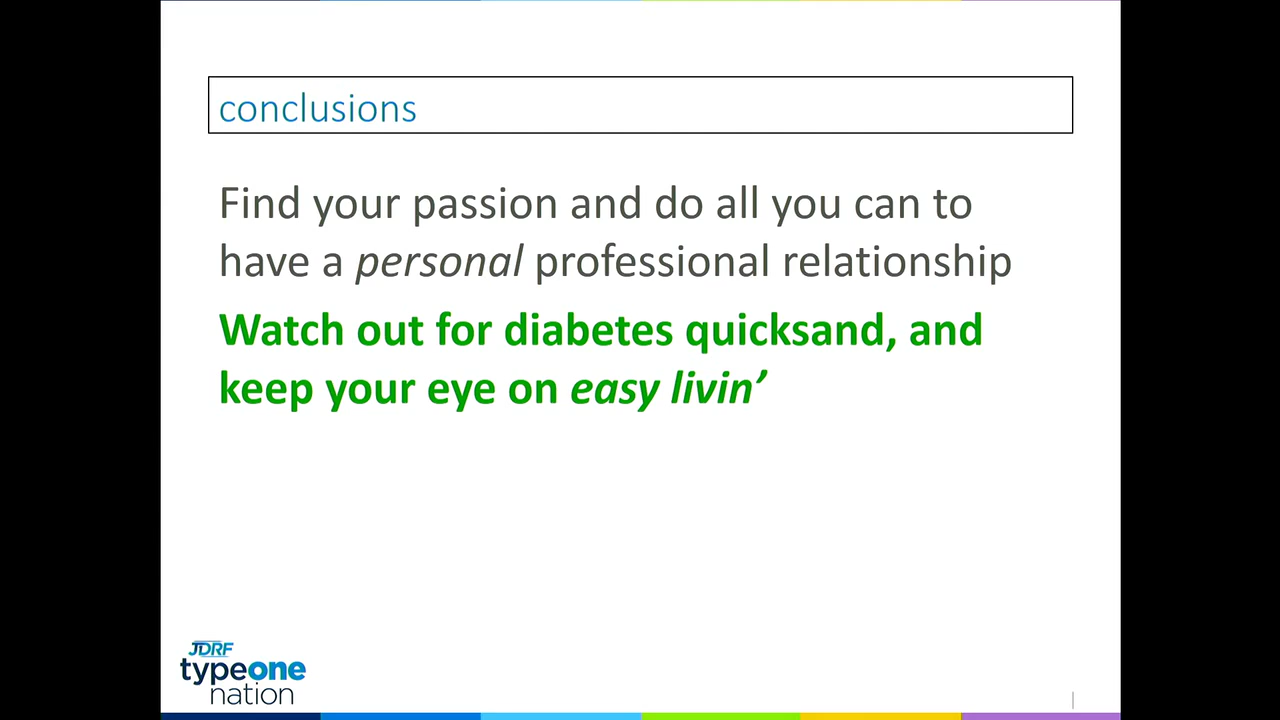 conclusions
Find your passion and do all you can to
have a personal professional relationship
Watch out for diabetes quicksand, and
keep your eye on easy livin’
JDRF
typeone
nation